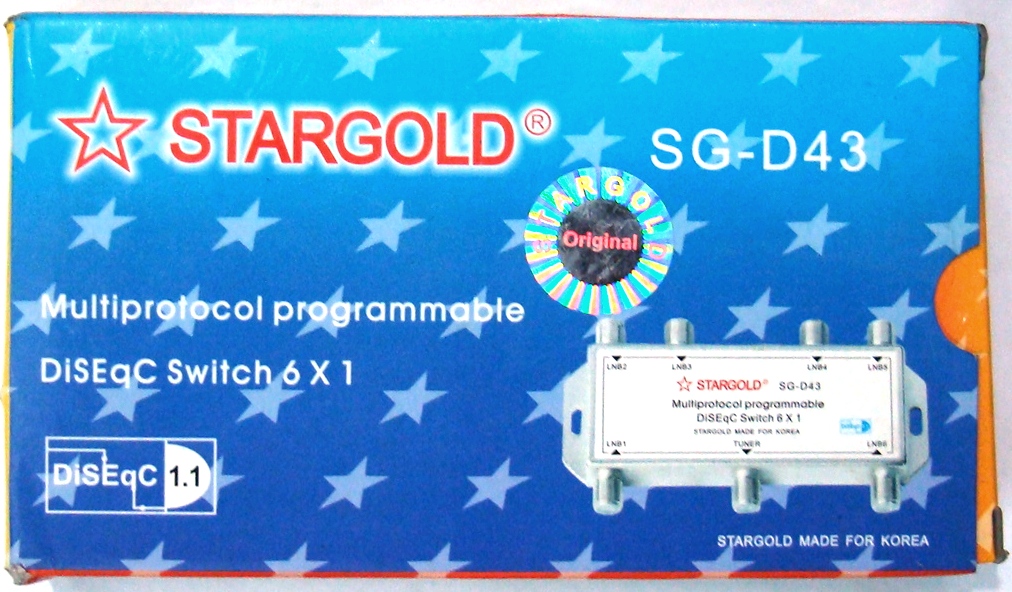 STARGOLD®
SG-D43
STARGOLD
Original
Multiprotocol programmable
DiSEqC Switch 6 X 1
DiSEqC 1.1
LNB2 LNB3 LNB4 LNB5
STARGOLD® SG-D43
Multiprotocol programmable
DiSEqC Switch 6 X 1
STARGOLD MADE FOR KOREA
LNB1 TUNER LNB6
STARGOLD MADE FOR KOREA